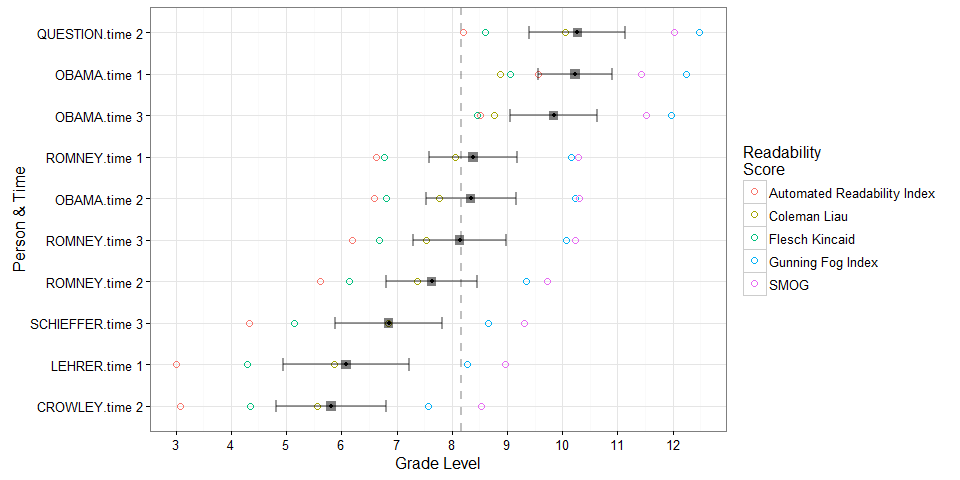 QUESTION.time 2
OBAMA.time 1
OBAMA.time 3
ROMNEY.time 1
OBAMA.time 2
ROMNEY.time 3
ROMNEY.time 2
SCHIEFFER.time 3
LEHRER.time 1
CROWLEY.time 2
Person & Time
3 4 5 6 7 8 9 10 11 12
Grade Level
Readability
Score
Automated Readability Index
Coleman Liau
Flesch Kincaid
Gunning Fog Index
SMOG